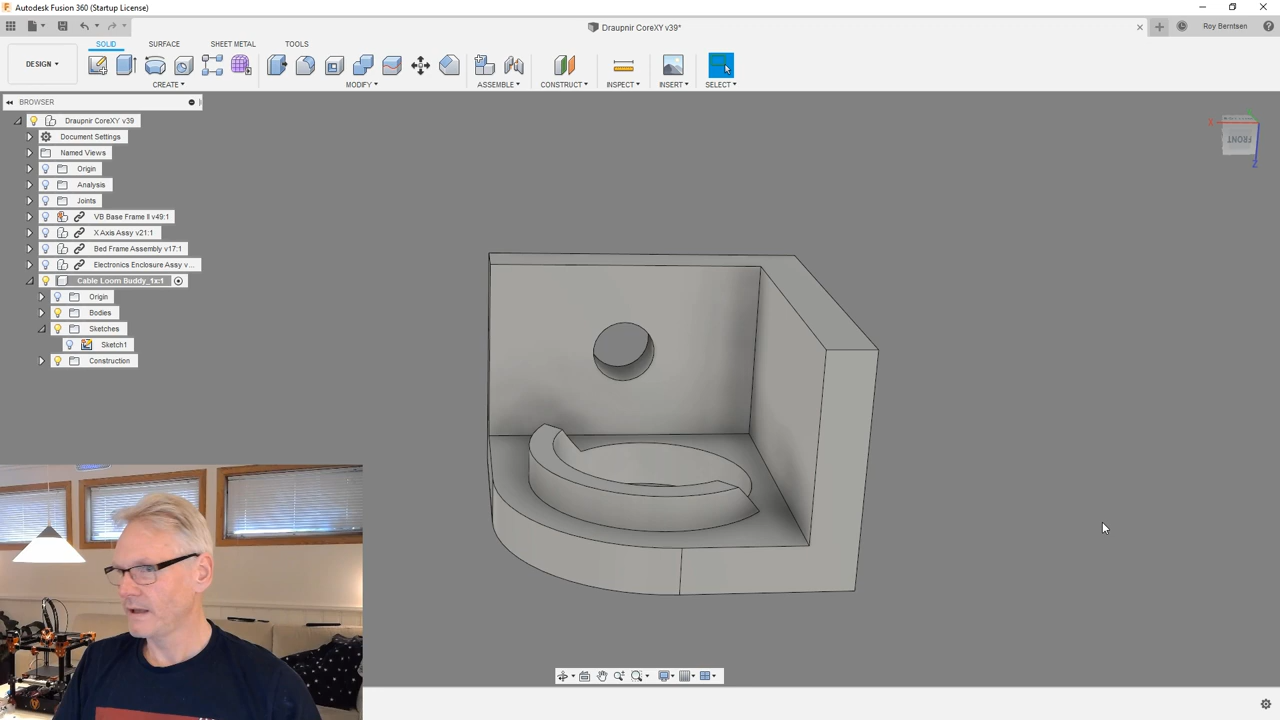 Autodesk Fusion 360 (Startup License)
Draupnir CoreXY v39*
Roy Berntsen
SOLID SURFACE SHEET METAL TOOLS
DESIGN
CREATE MODIFY ASSEMBLE CONSTRUCT INSPECT INSERT SELECT
BROWSER
Draupnir CoreXY v39
Document Settings
Named Views
Origin
Analysis
Joints
VB Base Frame II v49:1
X Axis Assy v21:1
Bed Frame Assembly v17:1
Electronics Enclosure Assy v...
Cable Loom Buddy_1x:1
Origin
Bodies
Sketches
Sketch1
Construction
X
FRONT
Z